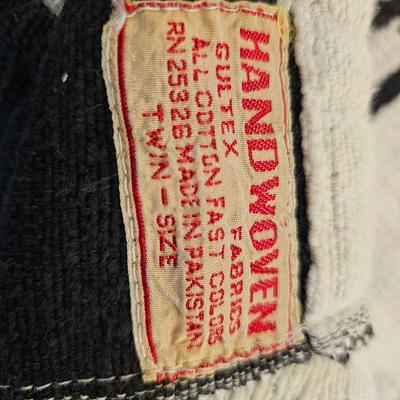 HANDWOVEN
GULTEX FABRICS
ALL COTTON FAST COLORS
RN 25326 MADE IN PAKISTAN
TWIN-SIZE